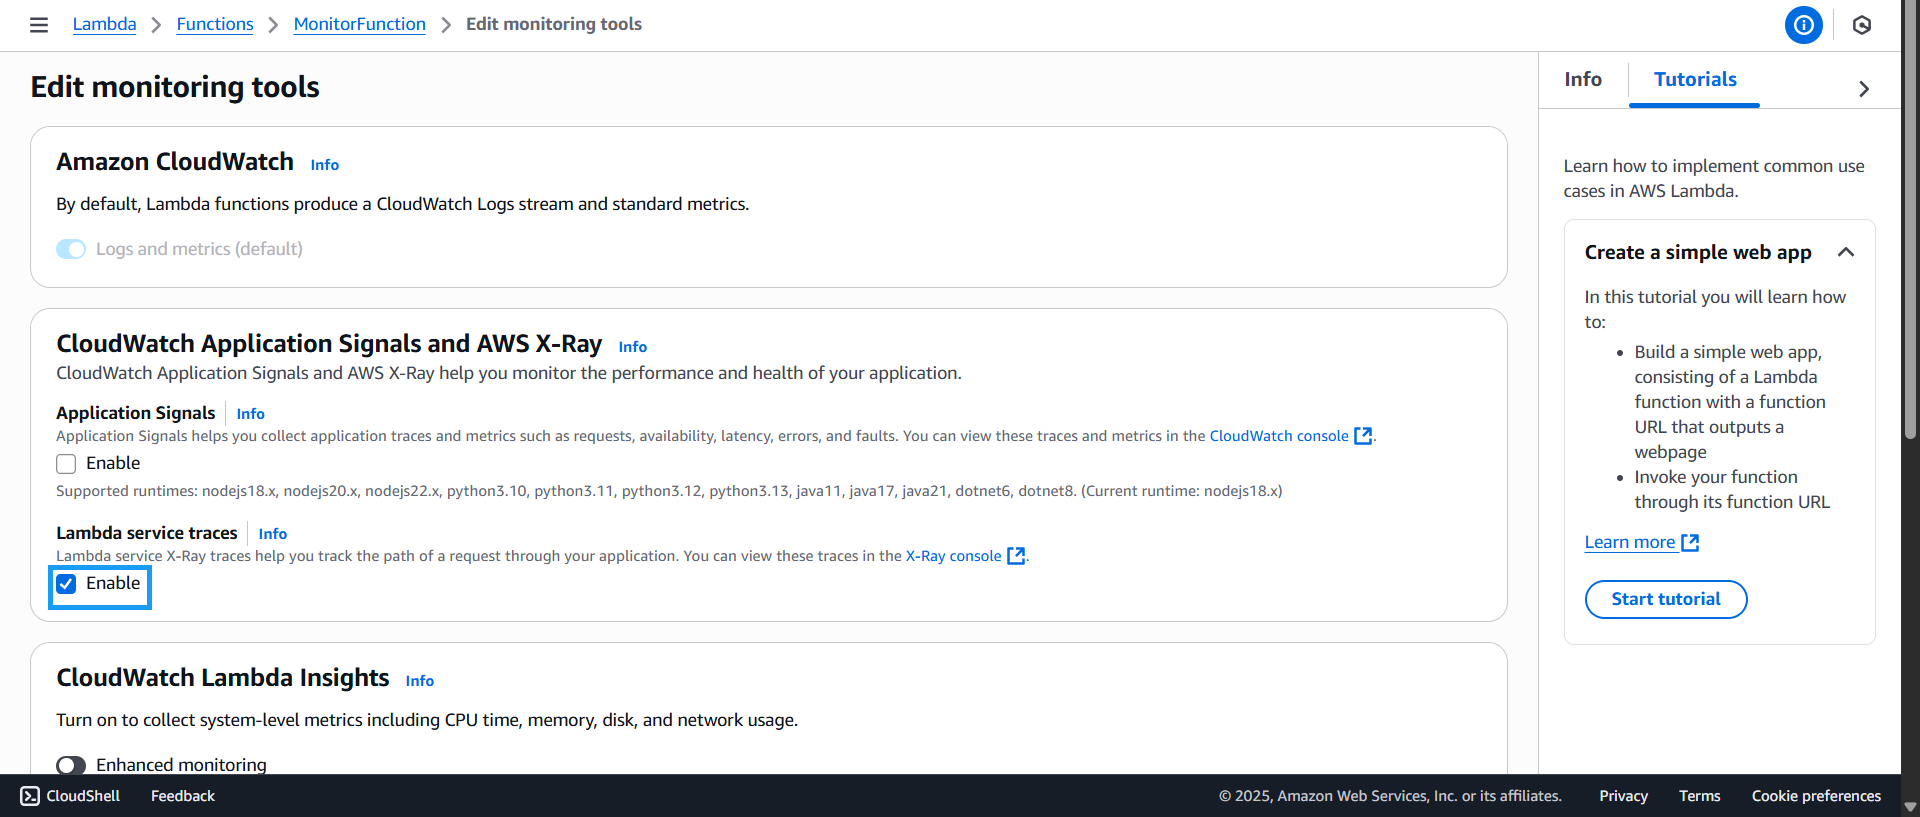 Lambda > Functions > MonitorFunction > Edit monitoring tools
Edit monitoring tools
Amazon CloudWatch Info
By default, Lambda functions produce a CloudWatch Logs stream and standard metrics.
Logs and metrics (default)
CloudWatch Application Signals and AWS X-Ray Info
CloudWatch Application Signals and AWS X-Ray help you monitor the performance and health of your application.
Application Signals Info
Application Signals helps you collect application traces and metrics such as requests, availability, latency, errors, and faults. You can view these traces and metrics in the CloudWatch console.
Enable
Supported runtimes: nodejs18.x, nodejs20.x, nodejs22.x, python3.10, python3.11, python3.12, python3.13, java11, java17, java21, dotnet6, dotnet8. (Current runtime: nodejs18.x)
Lambda service traces Info
Lambda service X-Ray traces help you track the path of a request through your application. You can view these traces in the X-Ray console.
Enable
CloudWatch Lambda Insights Info
Turn on to collect system-level metrics including CPU time, memory, disk, and network usage.
Enhanced monitoring
Info Tutorials
Learn how to implement common use
cases in AWS Lambda.
Create a simple web app
In this tutorial you will learn how
to:
• Build a simple web app,
consisting of a Lambda
function with a function
URL that outputs a
webpage
• Invoke your function
through its function URL
Learn more
Start tutorial
CloudShell Feedback © 2025, Amazon Web Services, Inc. or its affiliates. Privacy Terms Cookie preferences